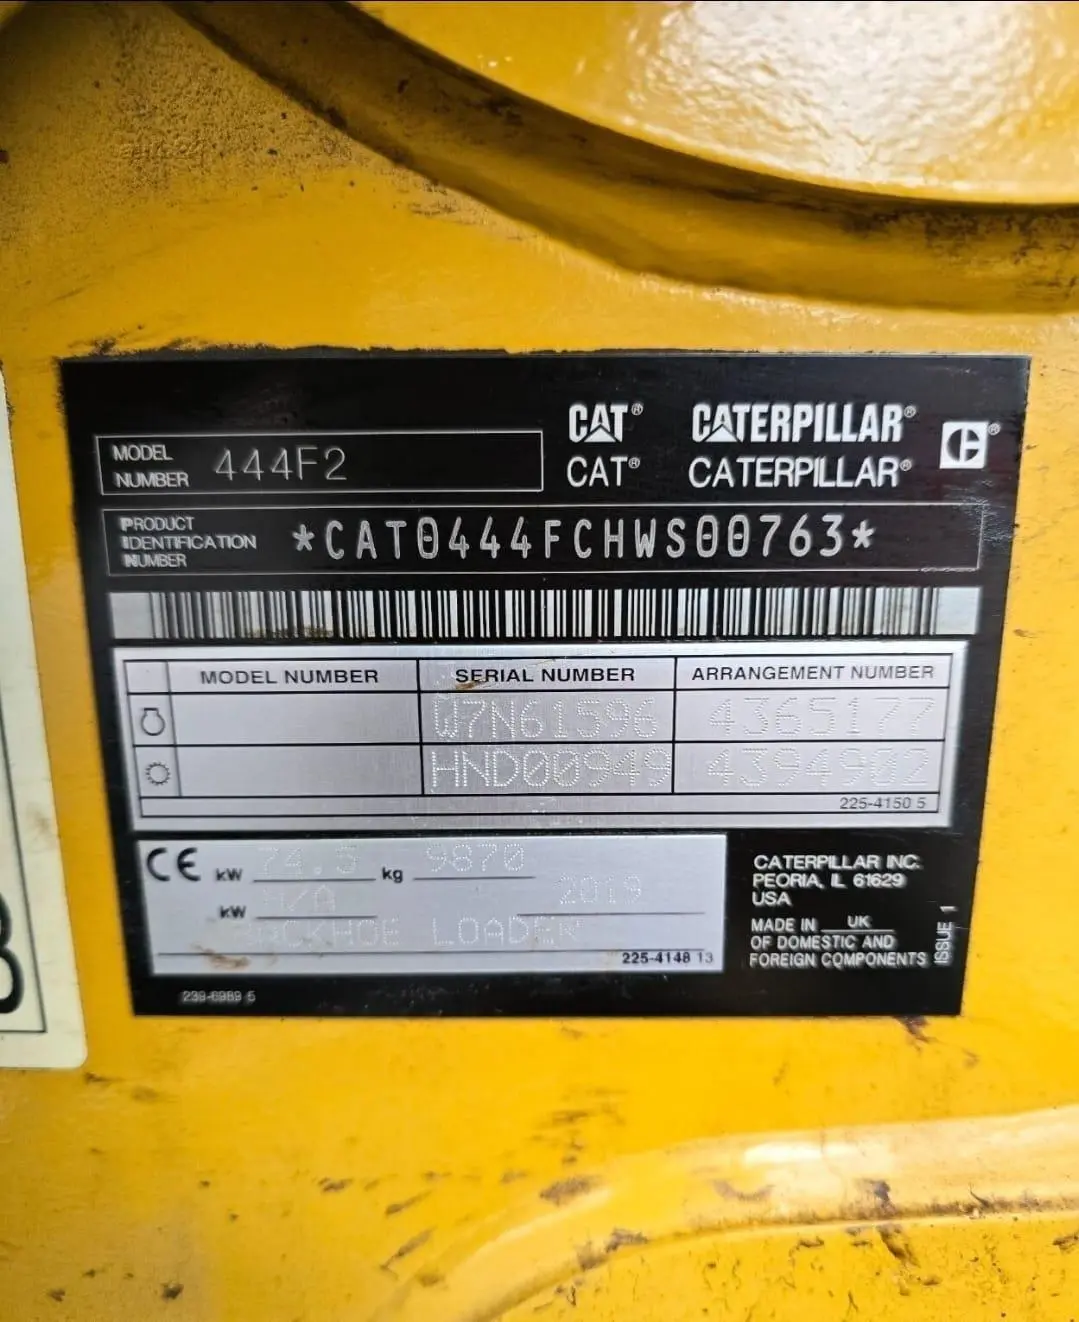 CAT® CATERPILLAR®
CAT® CATERPILLAR®
MODEL NUMBER 444F2
PRODUCT IDENTIFICATION NUMBER *CAT0444FCHWS00763*
MODEL NUMBER SERIAL NUMBER ARRANGEMENT NUMBER
W7N61596 4365177
HND00949 4394902
225-4150 5
CE kW 74.5 kg 9870
kW N/A 2019
BACKHOE LOADER
225-4148 13
CATERPILLAR INC.
PEORIA, IL 61629
USA
MADE IN UK
OF DOMESTIC AND
FOREIGN COMPONENTS
ISSUE 1
239-6989 5